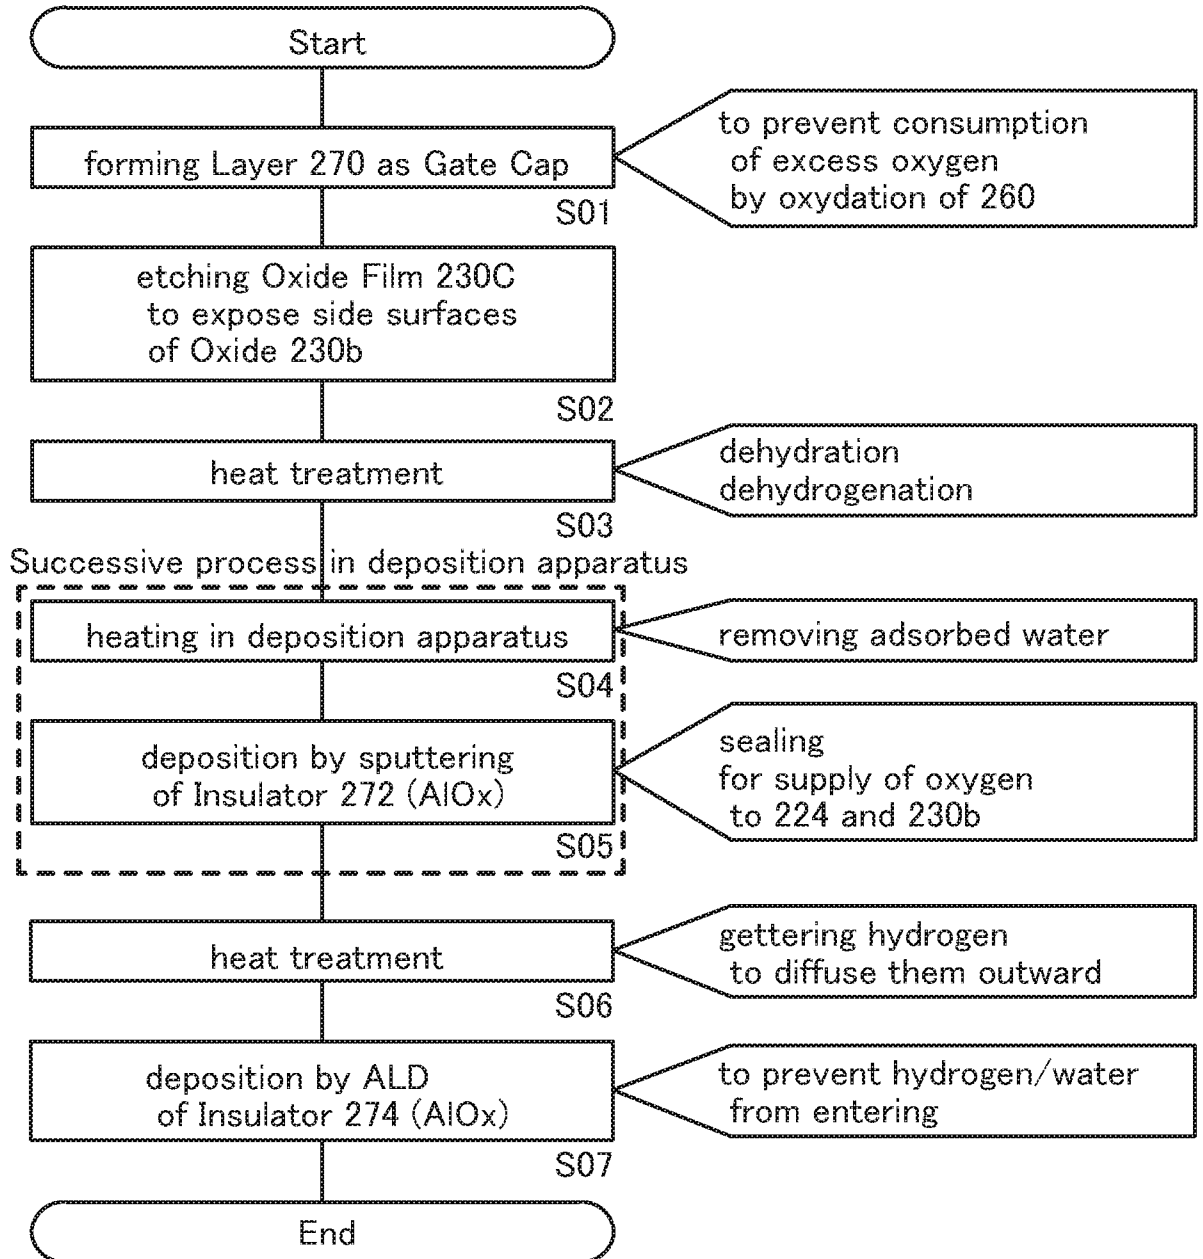 Start
forming Layer 270 as Gate Cap
to prevent consumption
of excess oxygen
by oxydation of 260
S01
etching Oxide Film 230C
to expose side surfaces
of Oxide 230b
S02
heat treatment
dehydration
dehydrogenation
S03
Successive process in deposition apparatus
heating in deposition apparatus
removing adsorbed water
S04
deposition by sputtering
of Insulator 272 (AlOx)
sealing
for supply of oxygen
to 224 and 230b
S05
heat treatment
gettering hydrogen
to diffuse them outward
S06
deposition by ALD
of Insulator 274 (AlOx)
to prevent hydrogen/water
from entering
S07
End